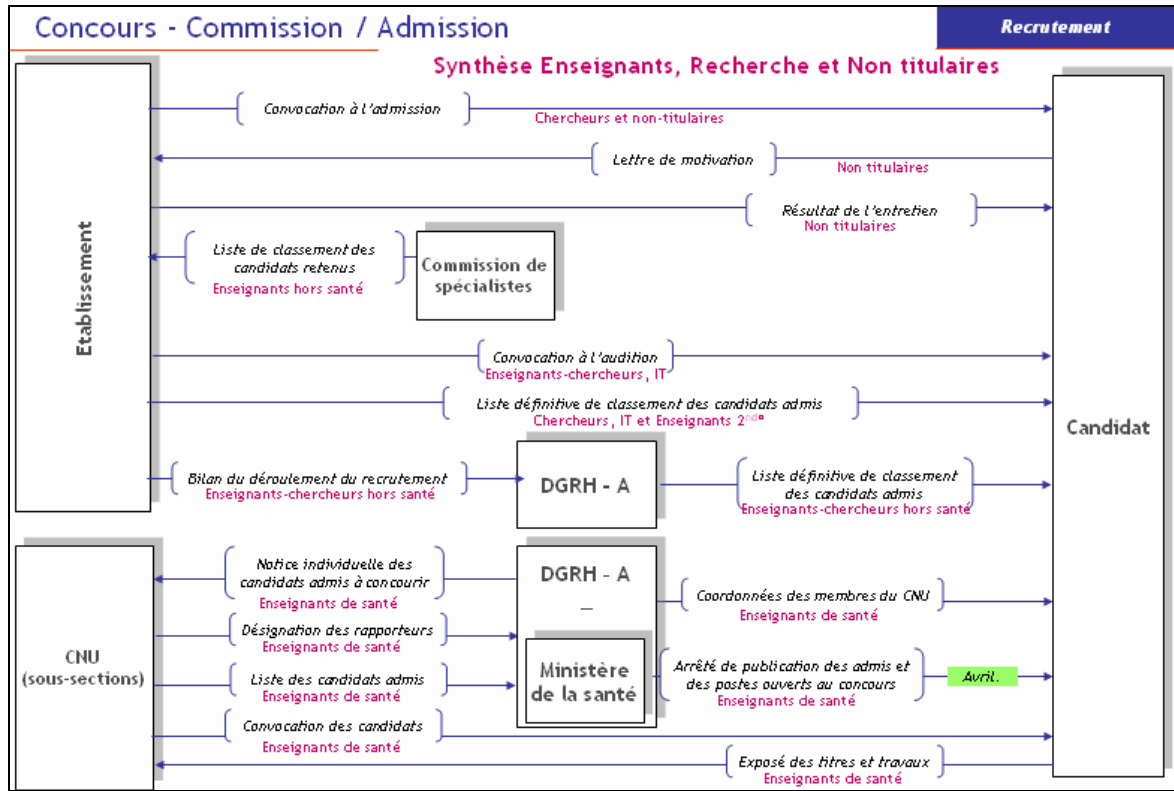 Concours - Commission / Admission
Recrutement
Synthèse Enseignants, Recherche et Non titulaires
Etablissement
Candidat
Convocation à l'admission
Chercheurs et non-titulaires
Lettre de motivation
Non titulaires
Résultat de l'entretien
Non titulaires
Liste de classement des
candidats retenus
Enseignants hors santé
Commission de
spécialistes
Convocation à l'audition
Enseignants-chercheurs, IT
Liste définitive de classement des candidats admis
Chercheurs, IT et Enseignants 2nd°
Bilan du déroulement du recrutement
Enseignants-chercheurs hors santé
DGRH - A
Liste définitive de classement
des candidats admis
Enseignants-chercheurs hors santé
CNU
(sous-sections)
Notice individuelle des
candidats admis à concourir
Enseignants de santé
DGRH - A
–
Coordonnées des membres du CNU
Enseignants de santé
Désignation des rapporteurs
Enseignants de santé
Ministère
de la santé
Liste des candidats admis
Enseignants de santé
Arrêté de publication des admis et
des postes ouverts au concours
Enseignants de santé
Avril.
Convocation des candidats
Enseignants de santé
Exposé des titres et travaux
Enseignants de santé